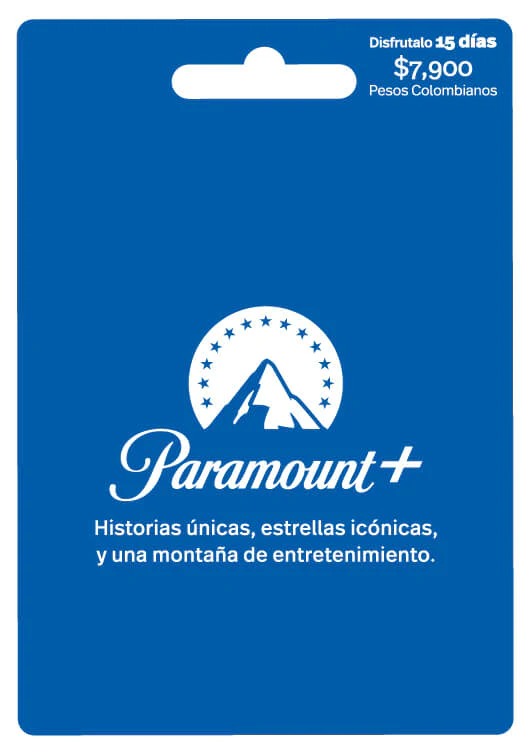 Disfrutalo 15 días
$7,900
Pesos Colombianos
Paramount+
Historias únicas, estrellas icónicas,
y una montaña de entretenimiento.